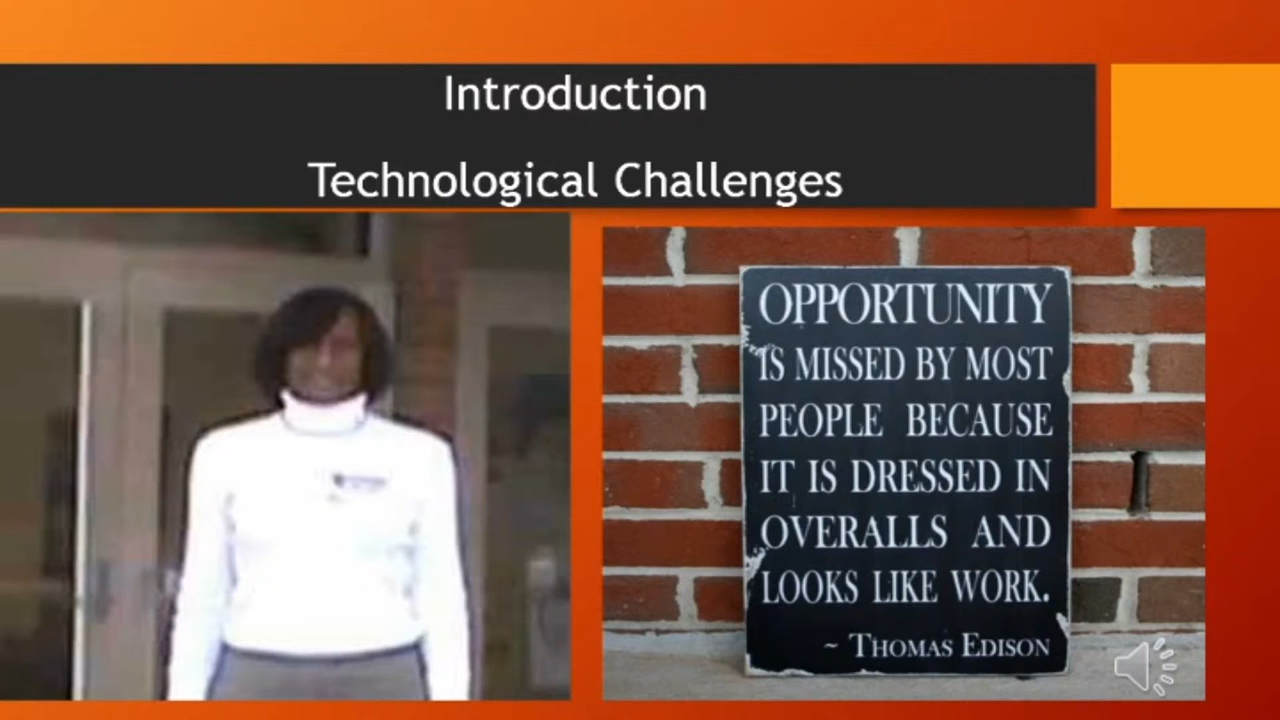 Introduction
Technological Challenges
OPPORTUNITY
IS MISSED BY MOST
PEOPLE BECAUSE
IT IS DRESSED IN
OVERALLS AND
LOOKS LIKE WORK.
~ THOMAS EDISON